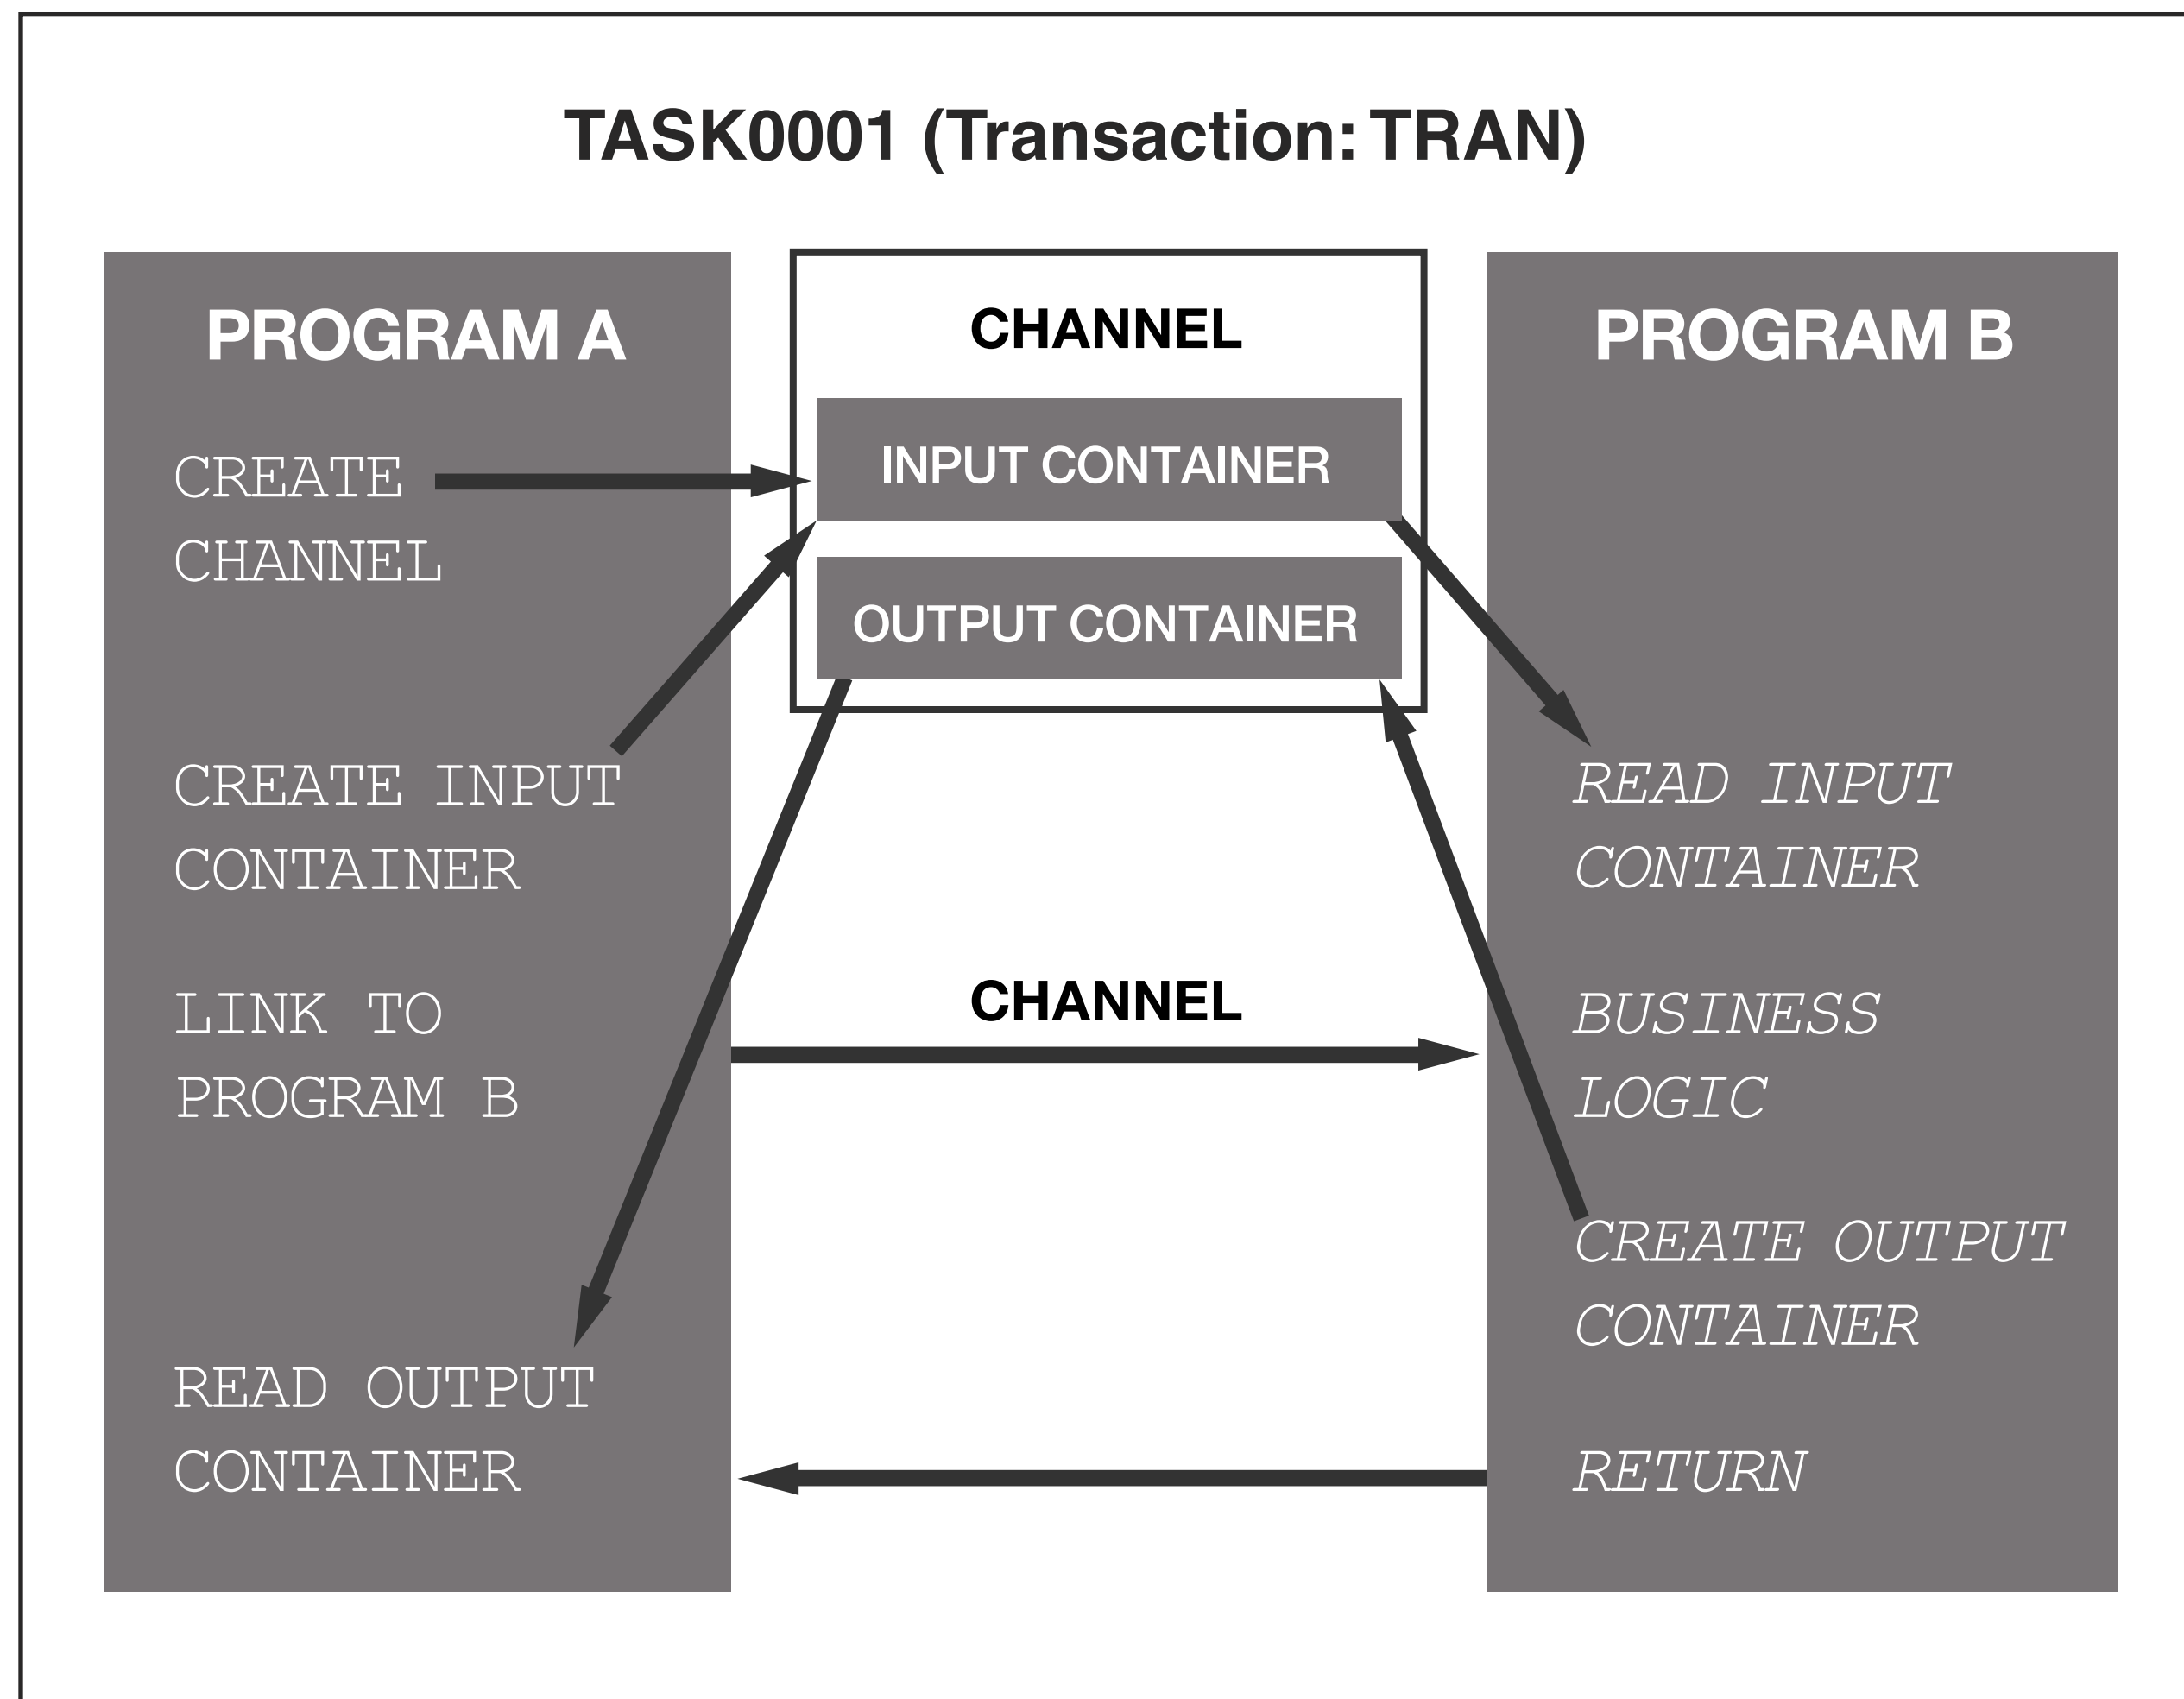 TASK0001 (Transaction: TRAN)
PROGRAM A
CREATE
CHANNEL
CREATE INPUT
CONTAINER
LINK TO
PROGRAM B
READ OUTPUT
CONTAINER
CHANNEL
INPUT CONTAINER
OUTPUT CONTAINER
CHANNEL
PROGRAM B
READ INPUT
CONTAINER
BUSINESS
LOGIC
CREATE OUTPUT
CONTAINER
RETURN